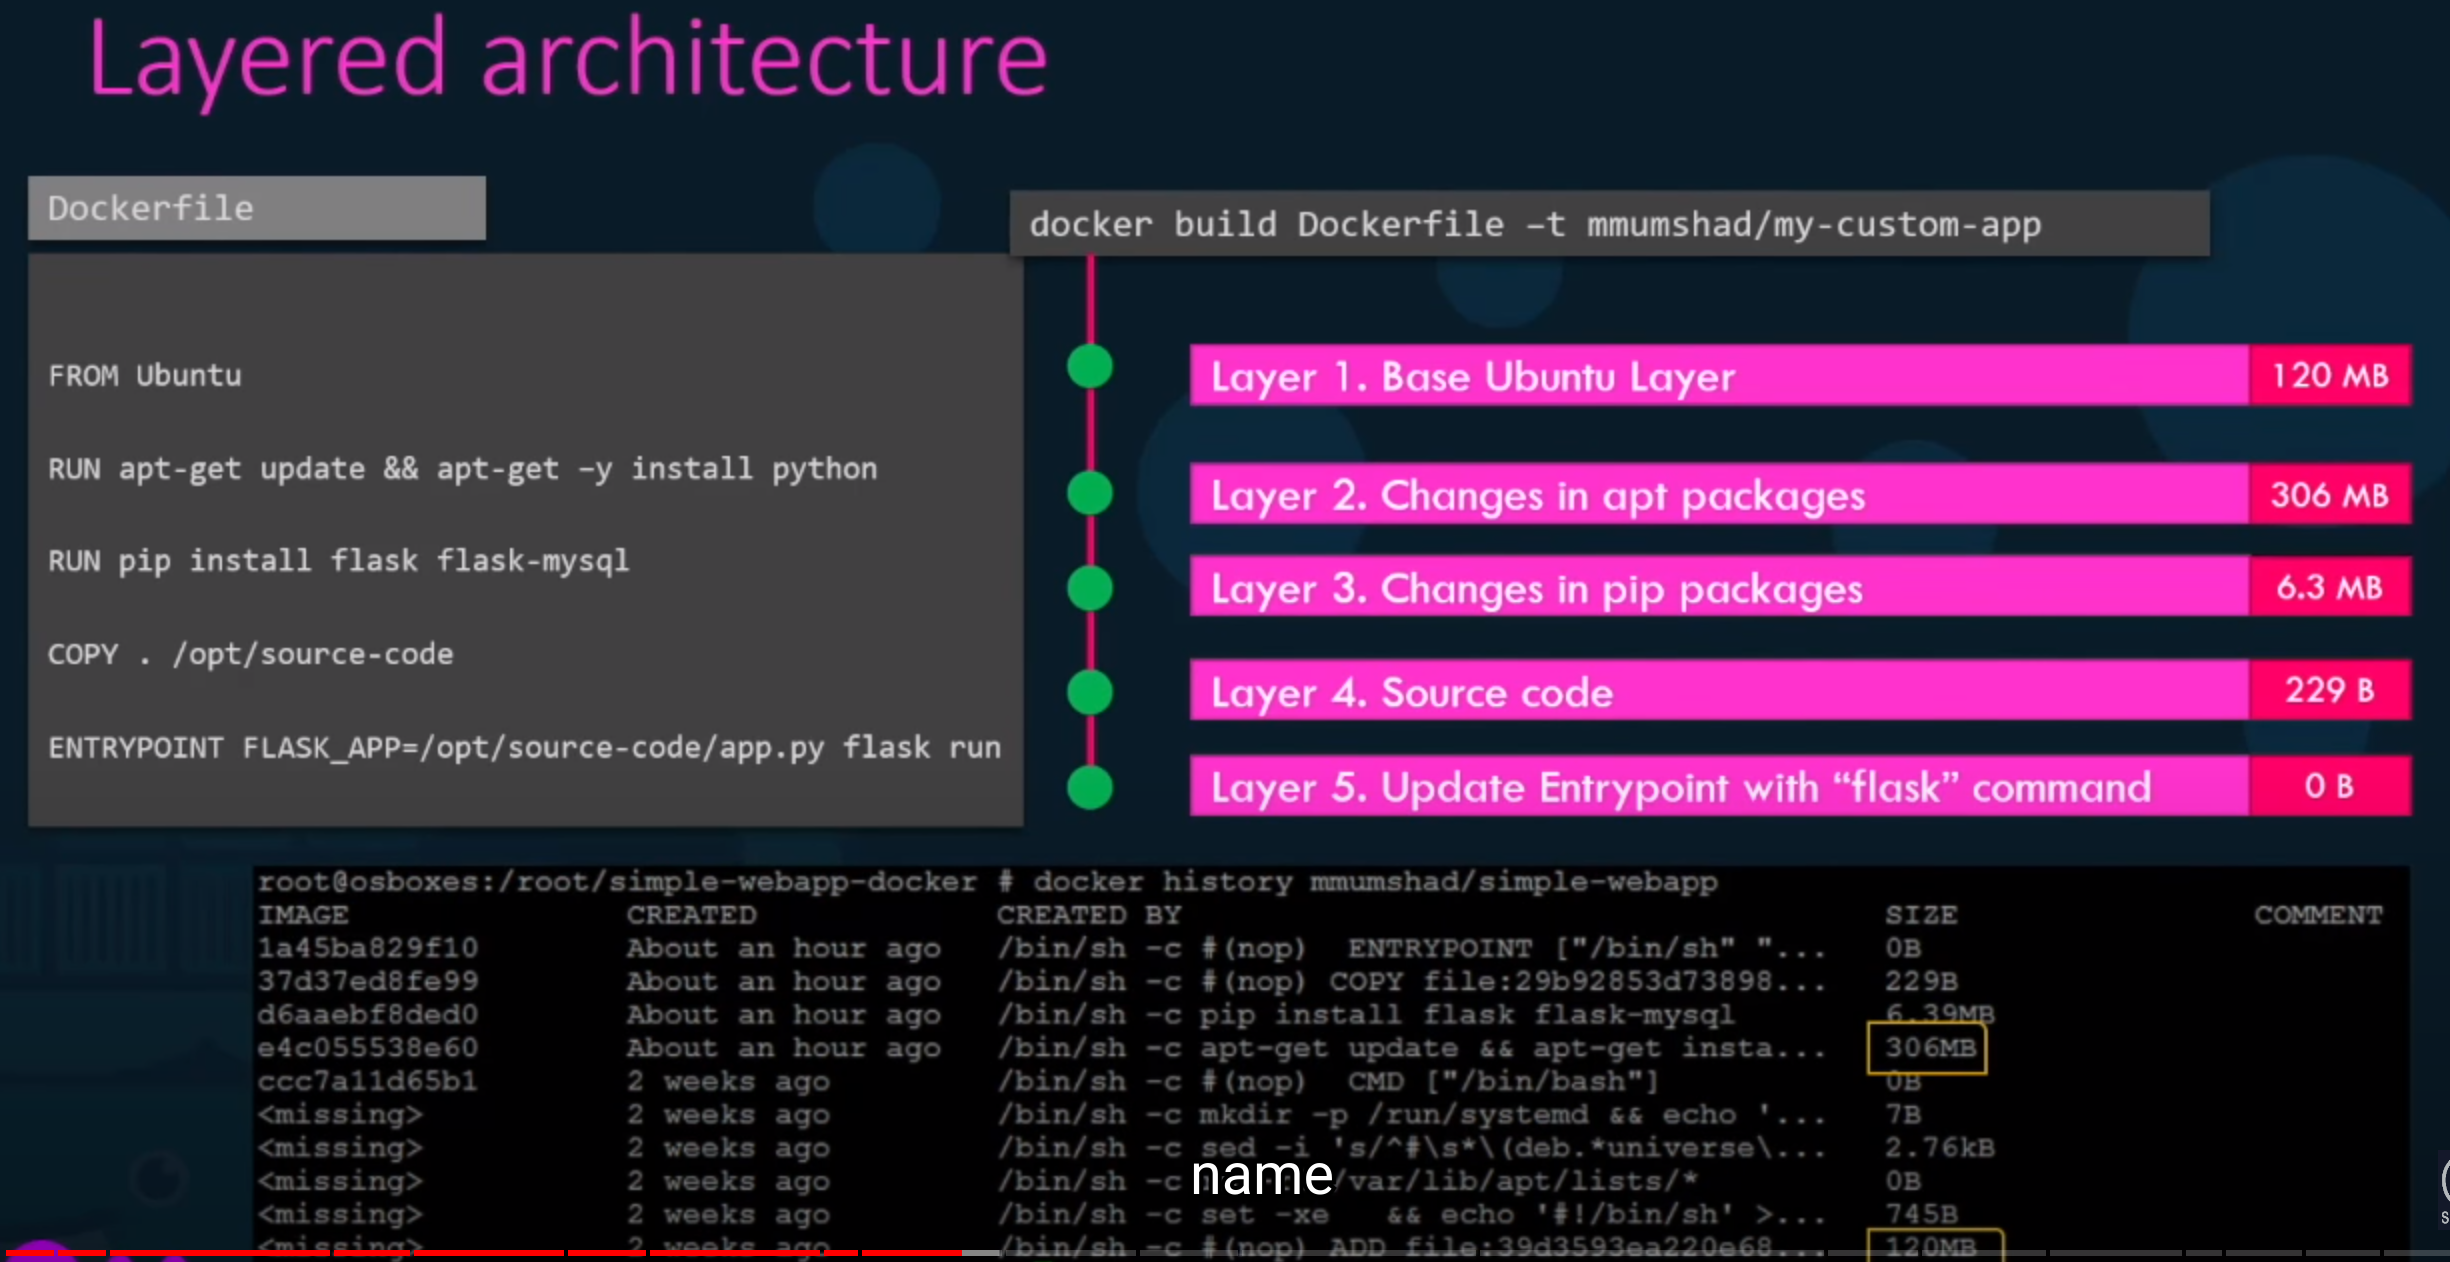 Layered architecture
Dockerfile
FROM Ubuntu
RUN apt-get update && apt-get –y install python
RUN pip install flask flask-mysql
COPY . /opt/source-code
ENTRYPOINT FLASK_APP=/opt/source-code/app.py flask run
docker build Dockerfile –t mmumshad/my-custom-app
Layer 1. Base Ubuntu Layer 120 MB
Layer 2. Changes in apt packages 306 MB
Layer 3. Changes in pip packages 6.3 MB
Layer 4. Source code 229 B
Layer 5. Update Entrypoint with “flask” command 0 B
root@osboxes:/root/simple-webapp-docker # docker history mmumshad/simple-webapp
IMAGE CREATED CREATED BY SIZE COMMENT
1a45ba829f10 About an hour ago /bin/sh -c #(nop) ENTRYPOINT ["/bin/sh" "... 0B
37d37ed8fe99 About an hour ago /bin/sh -c #(nop) COPY file:29b92853d73898... 229B
d6aaebf8ded0 About an hour ago /bin/sh -c pip install flask flask-mysql 6.39MB
e4c055538e60 About an hour ago /bin/sh -c apt-get update && apt-get insta... 306MB
ccc7a11d65b1 2 weeks ago /bin/sh -c #(nop) CMD ["/bin/bash"] 0B
<missing> 2 weeks ago /bin/sh -c mkdir -p /run/systemd && echo '... 7B
<missing> 2 weeks ago /bin/sh -c sed -i 's/^#\s*\(deb.*universe\... 2.76kB
<missing> 2 weeks ago /bin/sh -c /var/lib/apt/lists/* 0B
name
<missing> 2 weeks ago /bin/sh -c set -xe && echo '#!/bin/sh' >... 745B
<missing> 2 weeks ago /bin/sh -c #(nop) ADD file:39d3593ea220e68... 120MB